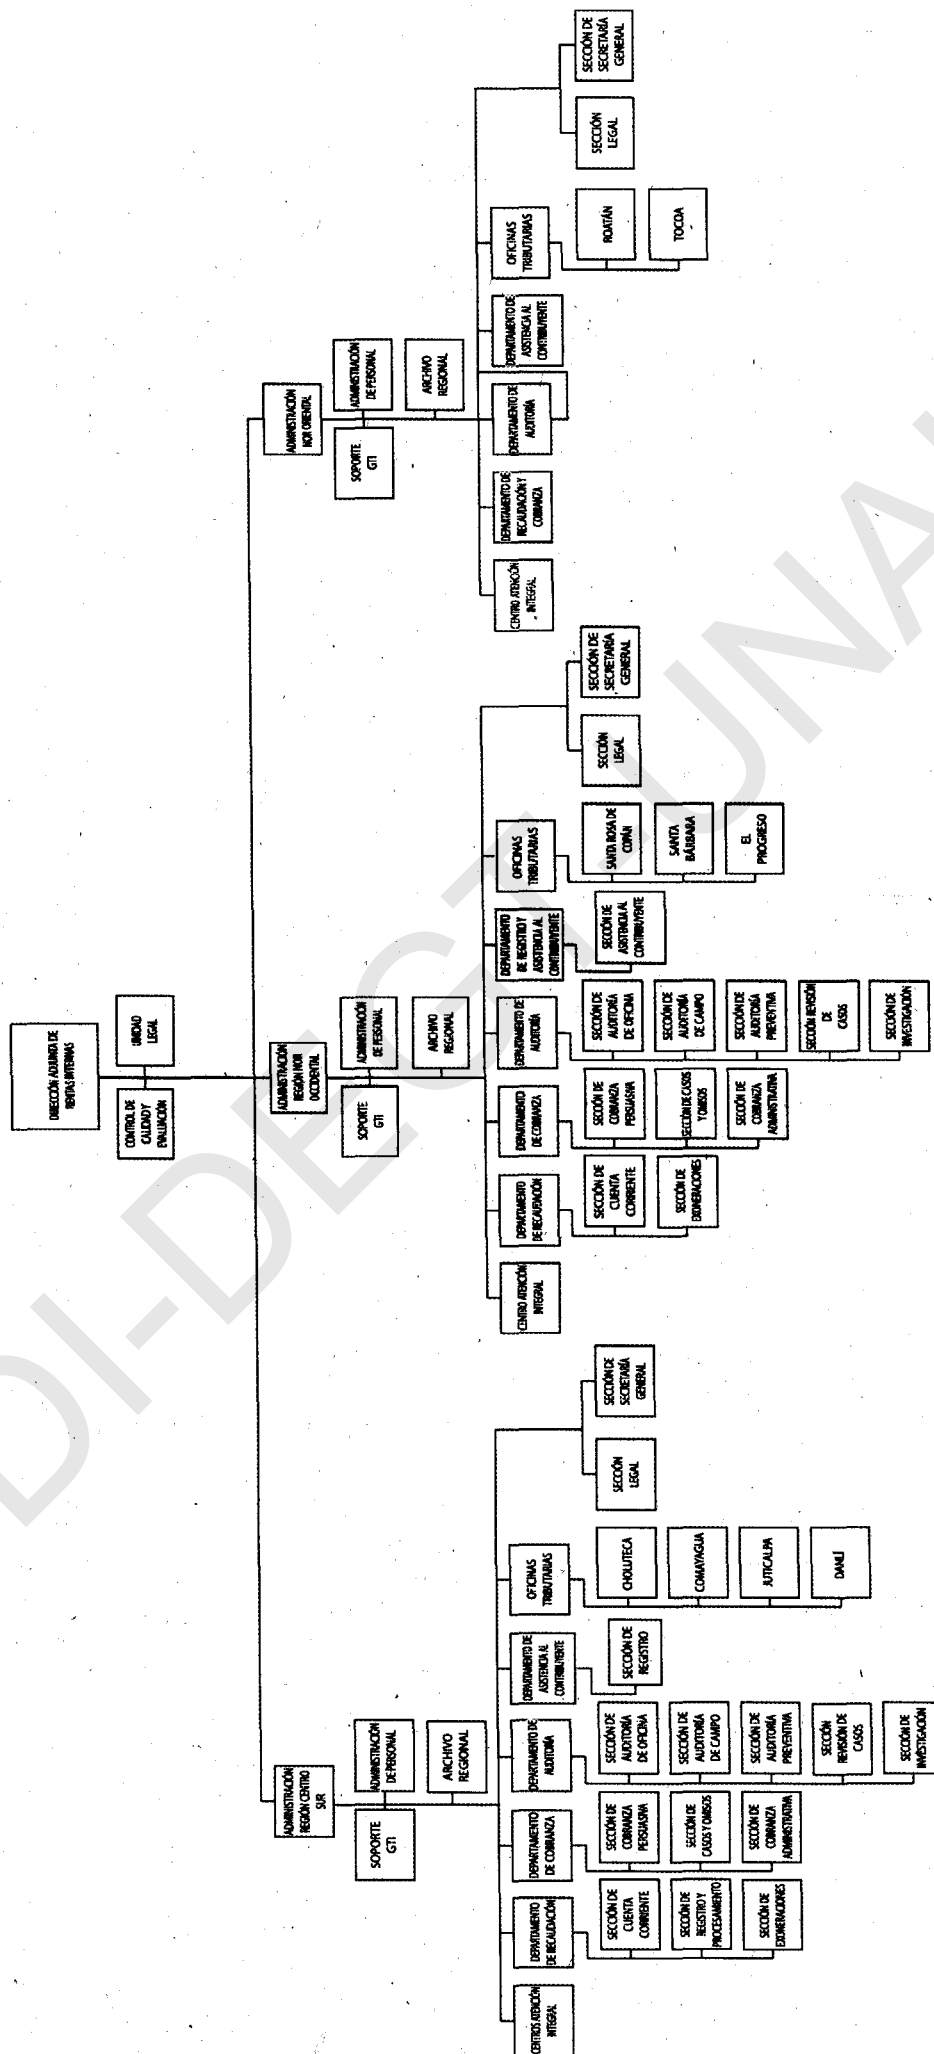 DIRECCIÓN ADJUNTA DE
RENTAS INTERNAS
CONTROL DE
CALIDAD Y
EVALUACIÓN
UNIDAD
LEGAL
ADMINISTRACIÓN
REGIÓN CENTRO
SUR
SOPORTE
GTI
ADMINISTRACIÓN
DE PERSONAL
ARCHIVO
REGIONAL
CENTROS ATENCIÓN
INTEGRAL
DEPARTAMENTO
DE RECAUDACIÓN
SECCIÓN DE
CUENTA
CORRIENTE
SECCIÓN DE
REGISTRO Y
PROCESAMIENTO
SECCIÓN DE
EXONERACIONES
DEPARTAMENTO
DE COBRANZA
SECCIÓN DE
COBRANZA
PERSUASIVA
SECCIÓN DE
CASOS Y OMISOS
SECCIÓN DE
COBRANZA
ADMINISTRATIVA
DEPARTAMENTO DE
AUDITORÍA
SECCIÓN DE
AUDITORÍA
DE OFICINA
SECCIÓN DE
AUDITORÍA
DE CAMPO
SECCIÓN DE
AUDITORÍA
PREVENTIVA
SECCIÓN
REVISIÓN DE
CASOS
SECCIÓN DE
INVESTIGACIÓN
DEPARTAMENTO DE
ASISTENCIA AL
CONTRIBUYENTE
SECCIÓN DE
REGISTRO
OFICINAS
TRIBUTARIAS
CHOLUTECA
COMAYAGUA
JUTICALPA
DANLÍ
SECCIÓN
LEGAL
SECCIÓN DE
SECRETARÍA
GENERAL
ADMINISTRACIÓN
REGIÓN NOR
OCCIDENTAL
SOPORTE
GTI
ADMINISTRACIÓN
DE PERSONAL
ARCHIVO
REGIONAL
CENTRO ATENCIÓN
INTEGRAL
DEPARTAMENTO
DE RECAUDACIÓN
SECCIÓN DE
CUENTA
CORRIENTE
SECCIÓN DE
EXONERACIONES
DEPARTAMENTO
DE COBRANZA
SECCIÓN DE
COBRANZA
PERSUASIVA
SECCIÓN DE CASOS
Y OMISOS
SECCIÓN DE
COBRANZA
ADMINISTRATIVA
DEPARTAMENTO DE
AUDITORÍA
SECCIÓN DE
AUDITORÍA
DE OFICINA
SECCIÓN DE
AUDITORÍA
DE CAMPO
SECCIÓN DE
AUDITORÍA
PREVENTIVA
SECCIÓN REVISIÓN
DE
CASOS
SECCIÓN DE
INVESTIGACIÓN
DEPARTAMENTO
DE REGISTRO Y
ASISTENCIA AL
CONTRIBUYENTE
SECCIÓN DE
ASISTENCIA AL
CONTRIBUYENTE
OFICINAS
TRIBUTARIAS
SANTA ROSA DE
COPÁN
SANTA
BÁRBARA
EL
PROGRESO
SECCIÓN
LEGAL
SECCIÓN DE
SECRETARÍA
GENERAL
ADMINISTRACIÓN
NOR ORIENTAL
SOPORTE
GTI
ADMINISTRACIÓN
DE PERSONAL
ARCHIVO
REGIONAL
CENTRO ATENCIÓN
INTEGRAL
DEPARTAMENTO DE
RECAUDACIÓN Y
COBRANZA
DEPARTAMENTO DE
AUDITORÍA
DEPARTAMENTO DE
ASISTENCIA AL
CONTRIBUYENTE
OFICINAS
TRIBUTARIAS
ROATÁN
TOCOA
SECCIÓN
LEGAL
SECCIÓN DE
SECRETARÍA
GENERAL
DI-DEGT-UNA